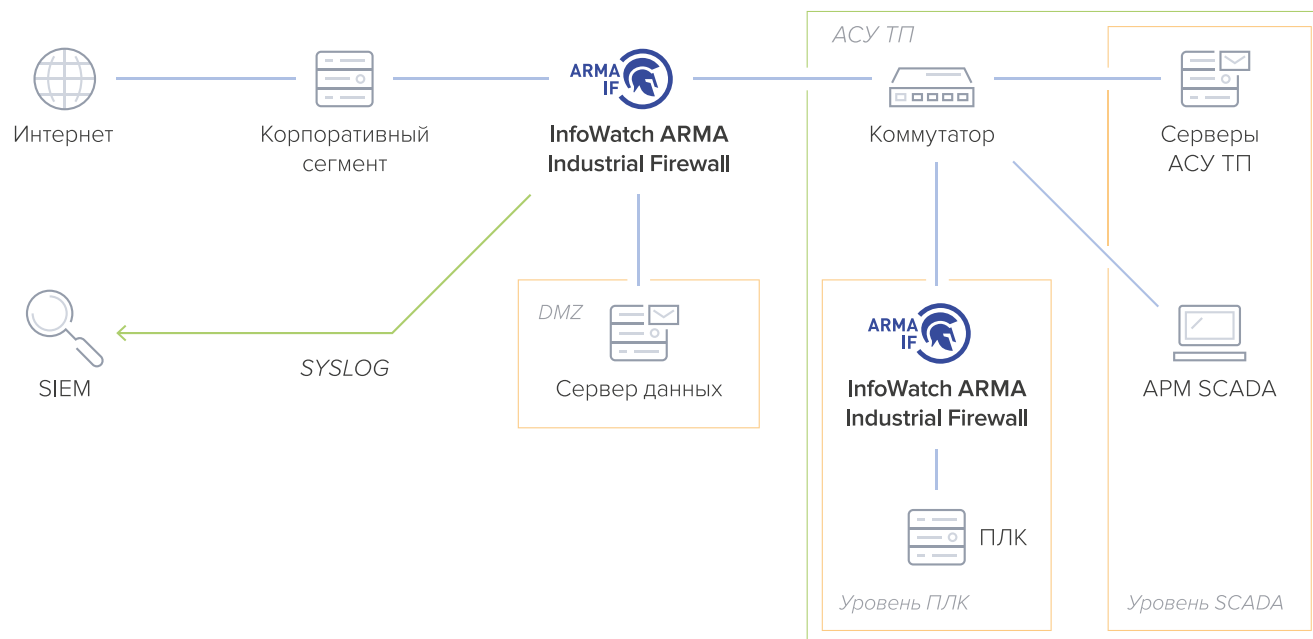 АСУ ТП
ARMA
IF
Интернет
Корпоративный
сегмент
InfoWatch ARMA
Industrial Firewall
Коммутатор
Серверы
АСУ ТП
SIEM
SYSLOG
DMZ
Сервер данных
ARMA
IF
InfoWatch ARMA
Industrial Firewall
АРМ SCADA
ПЛК
Уровень ПЛК
Уровень SCADA